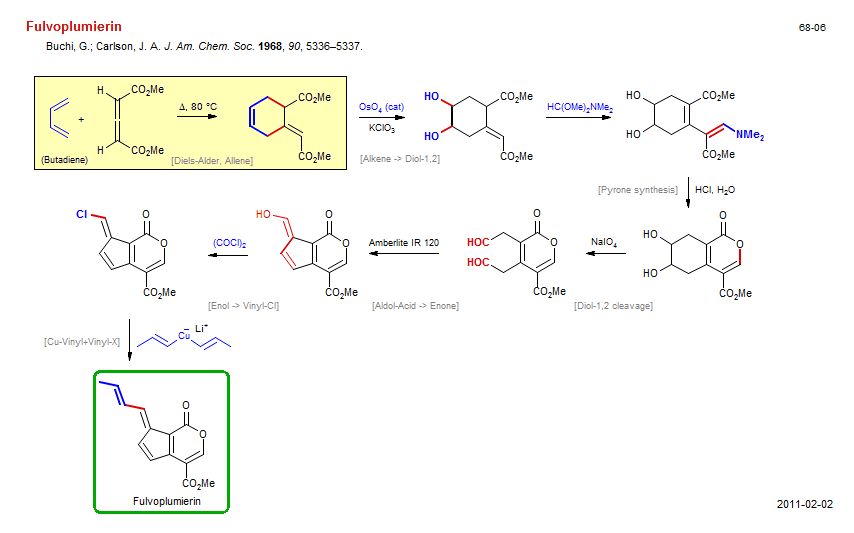 Fulvoplumierin
68-06
Buchi, G.; Carlson, J. A. J. Am. Chem. Soc. 1968, 90, 5336–5337.
(Butadiene)
+
H
CO2Me
H
CO2Me
Δ, 80 °C
[Diels-Alder, Allene]
CO2Me
CO2Me
OsO4 (cat)
KClO3
[Alkene -> Diol-1,2]
HO
HO
CO2Me
CO2Me
HC(OMe)2NMe2
HO
HO
CO2Me
NMe2
CO2Me
[Pyrone synthesis]
HCl, H2O
HO
HO
O
O
CO2Me
NaIO4
[Diol-1,2 cleavage]
HOC
HOC
O
O
CO2Me
Amberlite IR 120
[Aldol-Acid -> Enone]
HO
O
O
CO2Me
(COCl)2
[Enol -> Vinyl-Cl]
Cl
O
O
CO2Me
[Cu-Vinyl+Vinyl-X]
Cu
–
Li+
O
O
CO2Me
Fulvoplumierin
2011-02-02